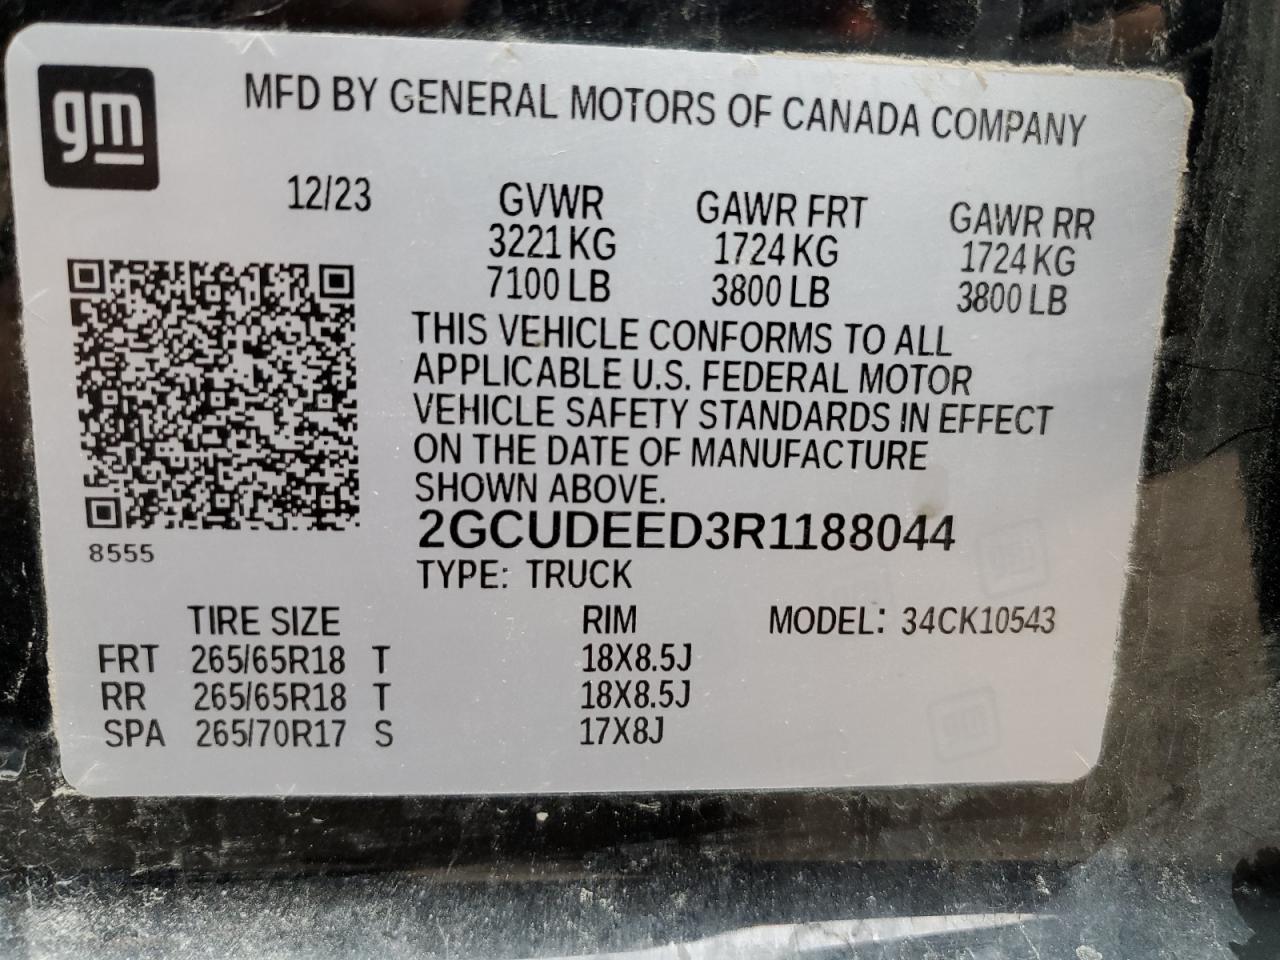 gm
MFD BY GENERAL MOTORS OF CANADA COMPANY
12/23 GVWR GAWR FRT GAWR RR
3221 KG 1724 KG 1724 KG
7100 LB 3800 LB 3800 LB
THIS VEHICLE CONFORMS TO ALL
APPLICABLE U.S. FEDERAL MOTOR
VEHICLE SAFETY STANDARDS IN EFFECT
ON THE DATE OF MANUFACTURE
SHOWN ABOVE.
2GCUDEED3R1188044
8555
TYPE: TRUCK
TIRE SIZE RIM MODEL: 34CK10543
FRT 265/65R18 T 18X8.5J
RR 265/65R18 T 18X8.5J
SPA 265/70R17 S 17X8J